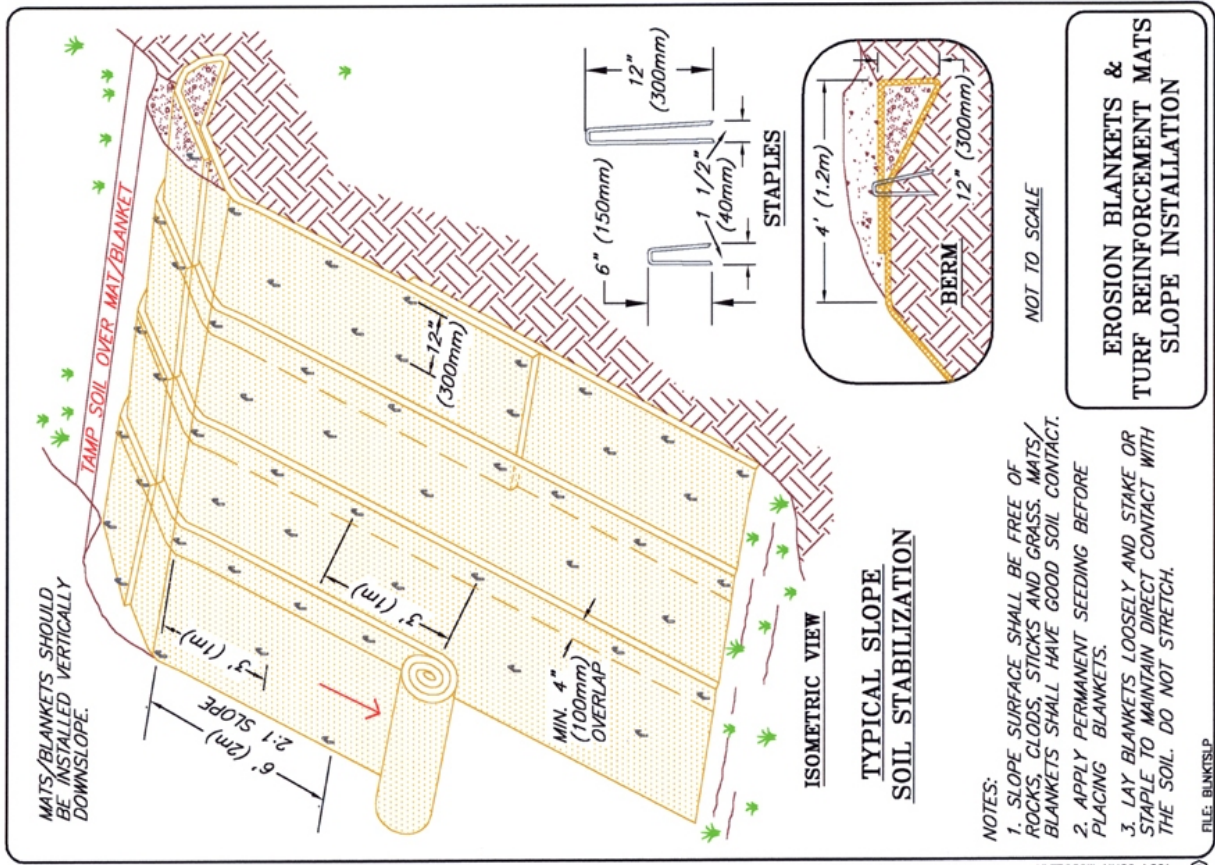 MATS/BLANKETS SHOULD
BE INSTALLED VERTICALLY
DOWNSLOPE.
TAMP SOIL OVER MAT/BLANKET
6' (2m)
2:1 SLOPE
3' (1m)
3' (1m)
12"
(300mm)
MIN. 4"
(100mm)
OVERLAP
ISOMETRIC VIEW
TYPICAL SLOPE
SOIL STABILIZATION
6" (150mm)
12"
(300mm)
1 1/2"
(40mm)
STAPLES
4' (1.2m)
12" (300mm)
BERM
NOT TO SCALE
NOTES:
1. SLOPE SURFACE SHALL BE FREE OF
ROCKS, CLODS, STICKS AND GRASS. MATS/
BLANKETS SHALL HAVE GOOD SOIL CONTACT.
2. APPLY PERMANENT SEEDING BEFORE
PLACING BLANKETS.
3. LAY BLANKETS LOOSELY AND STAKE OR
STAPLE TO MAINTAIN DIRECT CONTACT WITH
THE SOIL. DO NOT STRETCH.
EROSION BLANKETS &
TURF REINFORCEMENT MATS
SLOPE INSTALLATION
FILE: BLNKTSLP